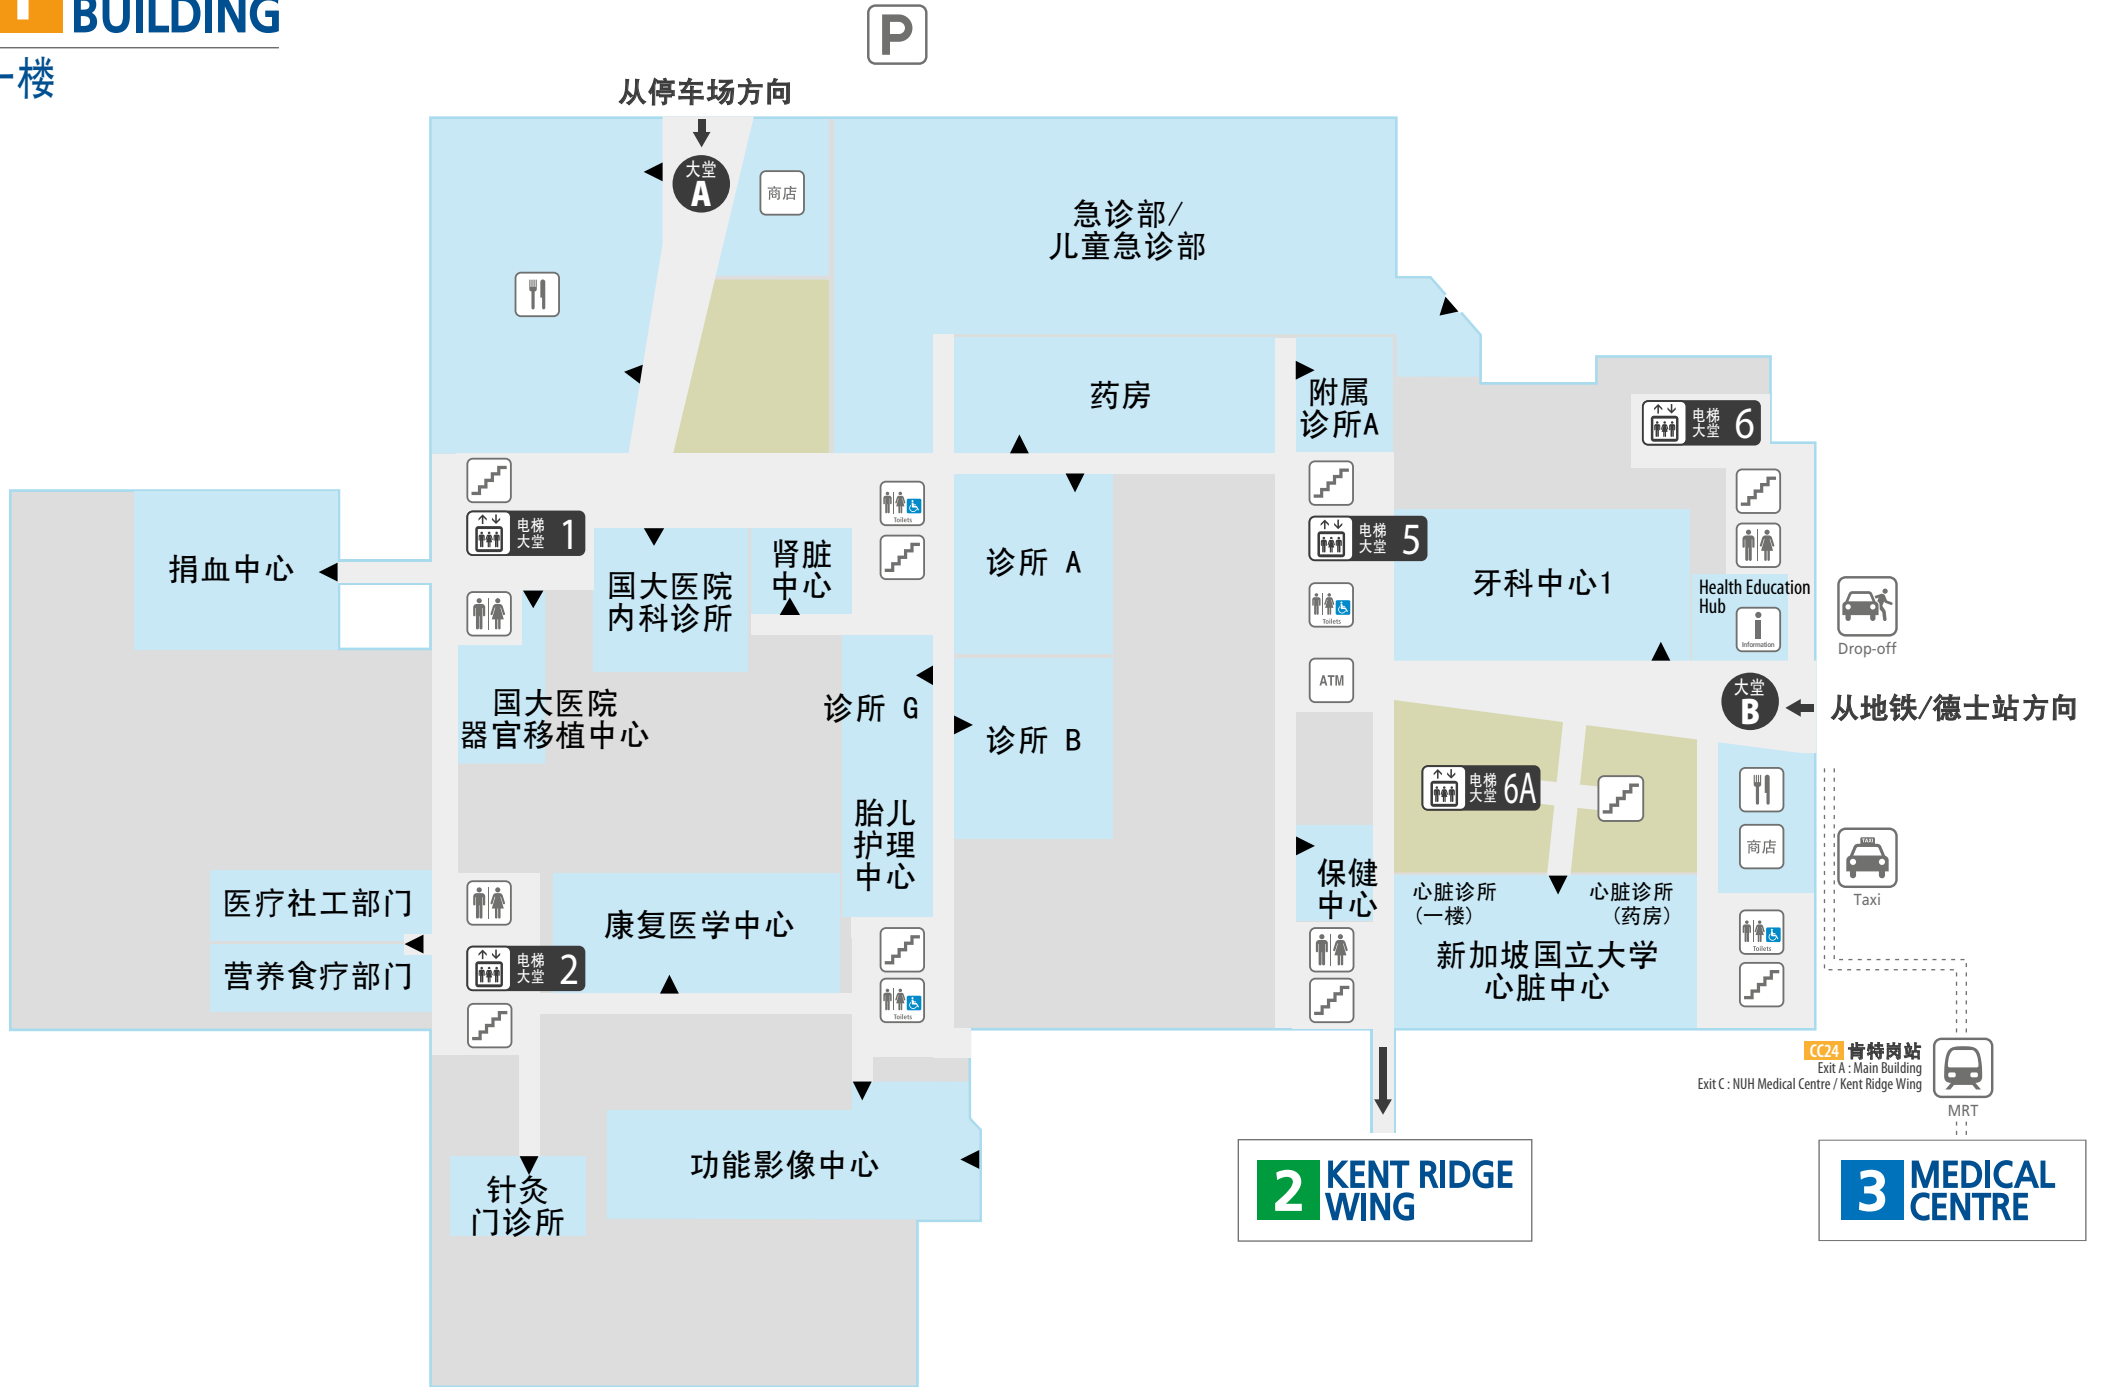 BUILDING
一楼
P
从停车场方向
大堂
A
商店
急诊部/
儿童急诊部
药房
附属
诊所A
电梯
大堂 6
电梯
大堂 1
电梯
大堂 5
Toilets
捐血中心
国大医院
内科诊所
肾脏
中心
诊所 A
牙科中心1
Health Education
Hub
i
Information
Toilets
Drop-off
ATM
国大医院
器官移植中心
诊所 G
诊所 B
大堂
B
从地铁/德士站方向
电梯
大堂 6A
商店
Taxi
TAXI
胎儿
护理
中心
保健
中心
医疗社工部门
营养食疗部门
康复医学中心
电梯
大堂 2
心脏诊所
(一楼)
心脏诊所
(药房)
新加坡国立大学
心脏中心
Toilets
Toilets
CC24 肯特岗站
Exit A : Main Building
Exit C : NUH Medical Centre / Kent Ridge Wing
MRT
针灸
门诊所
功能影像中心
2 KENT RIDGE
WING
3 MEDICAL
CENTRE